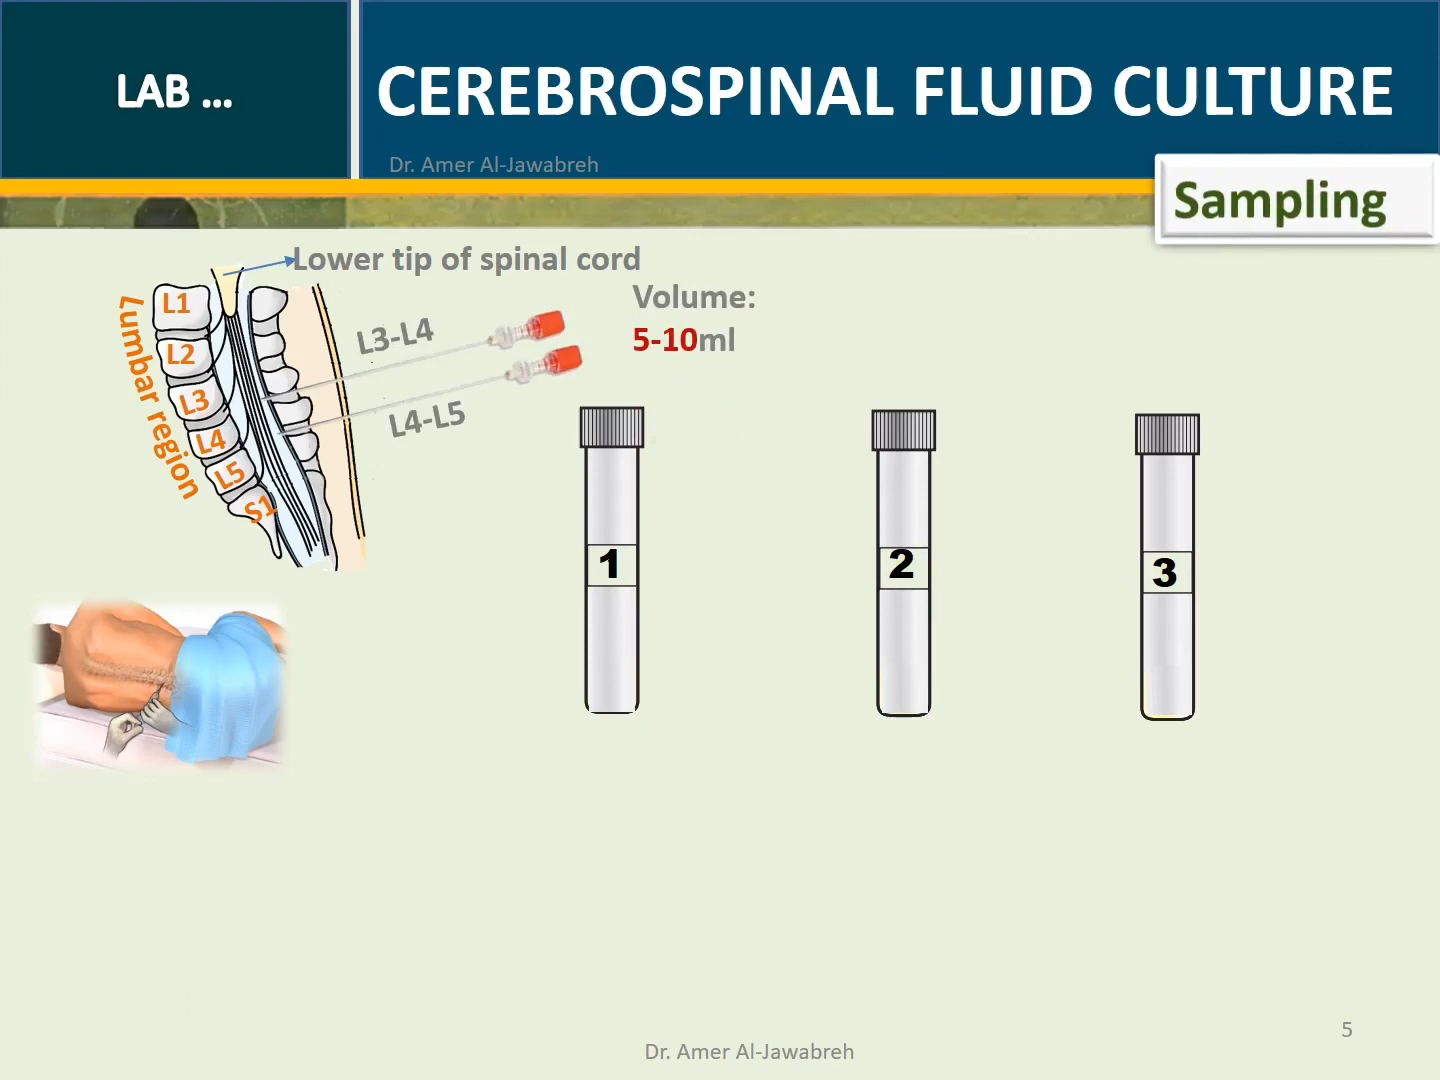 LAB ...
CEREBROSPINAL FLUID CULTURE
Dr. Amer Al-Jawabreh
Sampling
Lower tip of spinal cord
Volume:
5-10ml
Lumbar region
L1
L2
L3
L4
L5
S1
L3-L4
L4-L5
1
2
3
5
Dr. Amer Al-Jawabreh